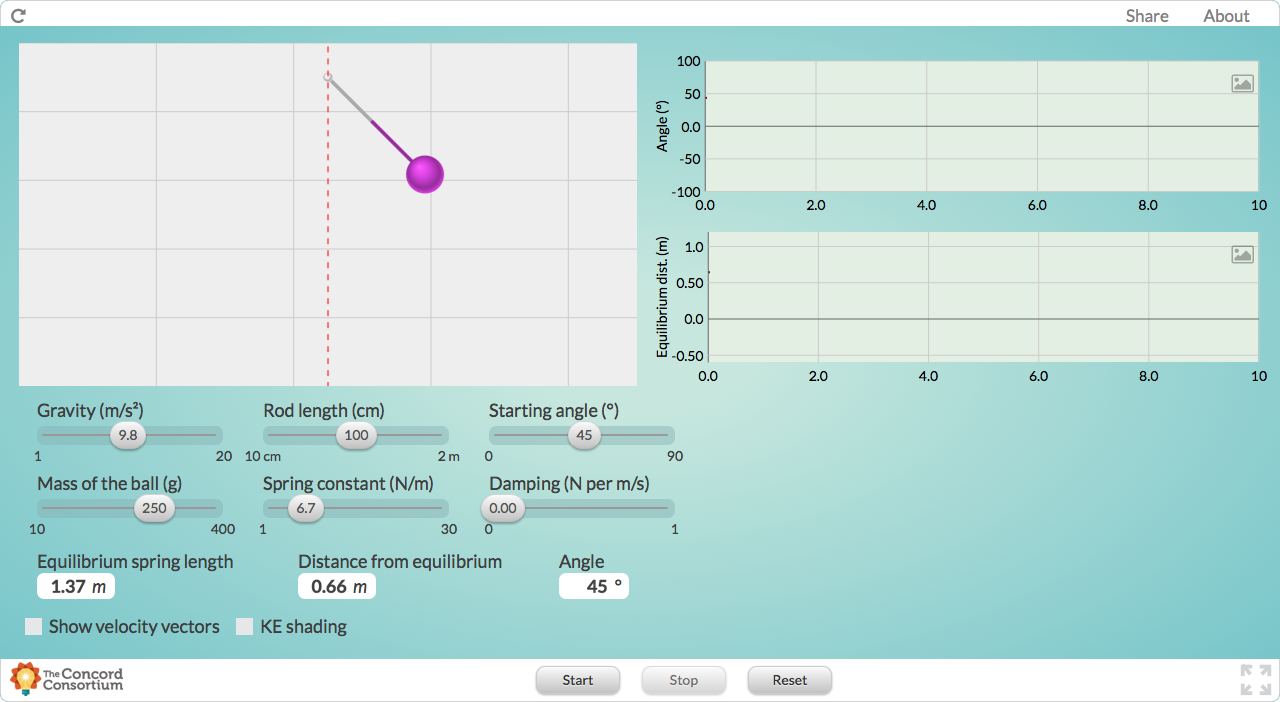 Share About
100
50
0.0
-50
-100
Angle (°)
0.0 2.0 4.0 6.0 8.0 10
1.0
0.50
0.0
-0.50
Equilibrium dist. (m)
0.0 2.0 4.0 6.0 8.0 10
Gravity (m/s²) Rod length (cm) Starting angle (°)
9.8 100 45
1 20 10 cm 2 m 0 90
Mass of the ball (g) Spring constant (N/m) Damping (N per m/s)
250 6.7 0.00
10 400 1 30 0 1
Equilibrium spring length Distance from equilibrium Angle
1.37 m 0.66 m 45 °
Show velocity vectors KE shading
The Concord
Consortium
Start Stop Reset